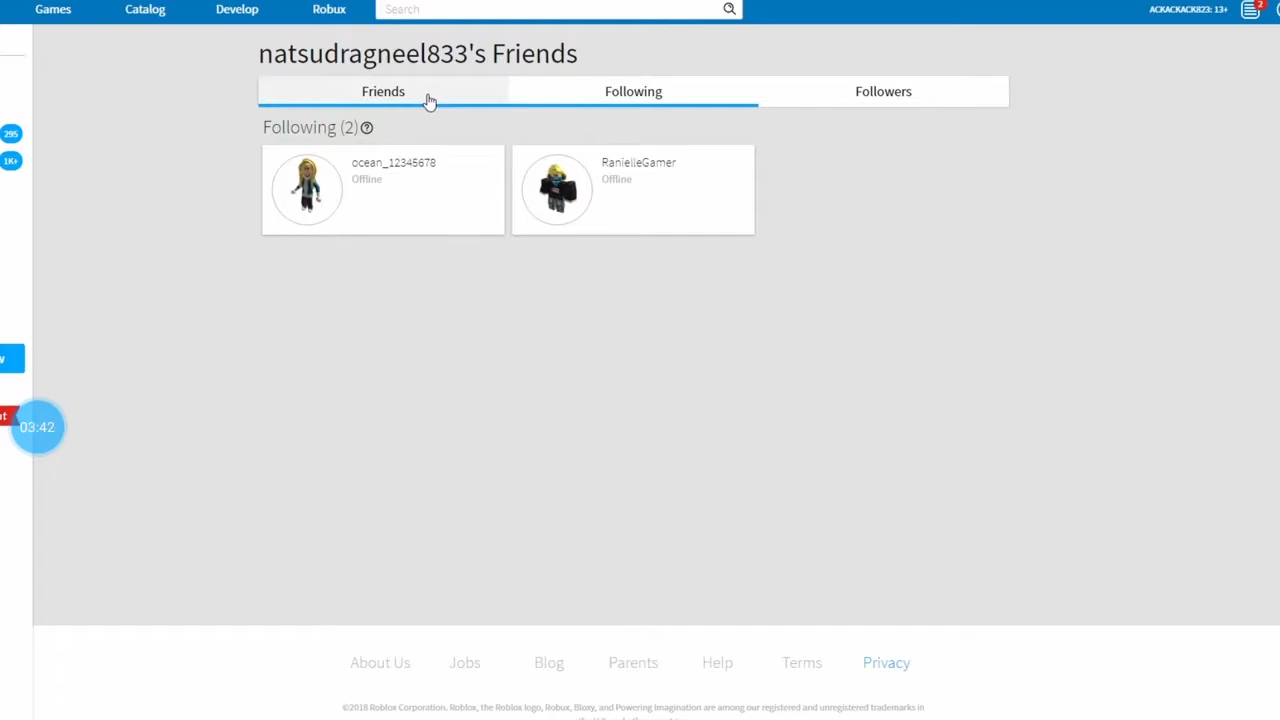 Games Catalog Develop Robux Search ACKACKACK823: 13+ 2
natsudragneel833's Friends
Friends Following Followers
Following (2)
295
1K+
ocean_12345678 RanielleGamer
Offline Offline
03:42
About Us Jobs Blog Parents Help Terms Privacy
©2018 Roblox Corporation. Roblox, the Roblox logo, Robux, Bloxy, and Powering Imagination are among our registered and unregistered trademarks in